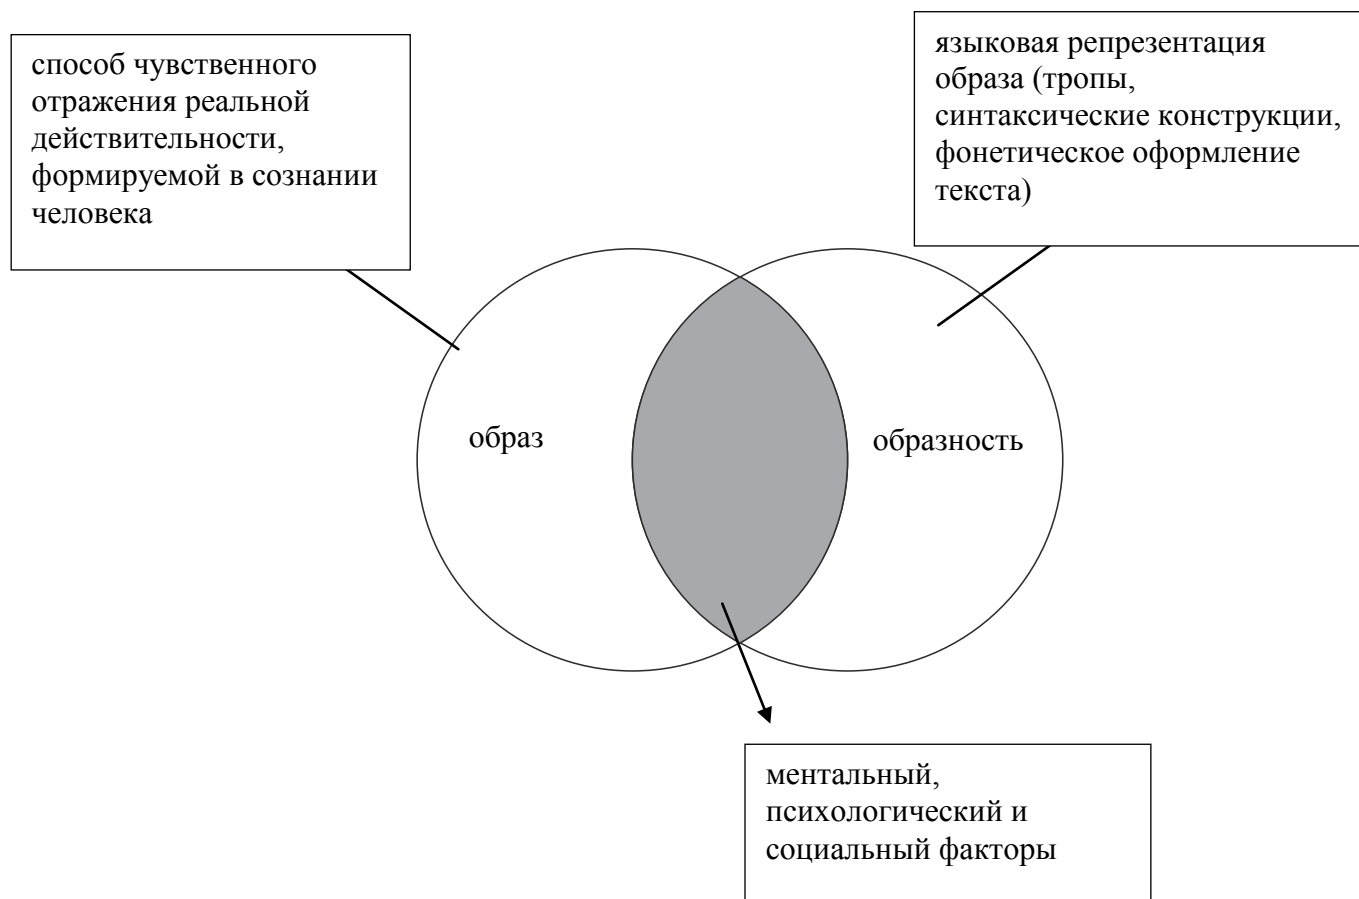 способ чувственного
отражения реальной
действительности,
формируемой в сознании
человека
языковая репрезентация
образа (тропы,
синтаксические конструкции,
фонетическое оформление
текста)
образ
образность
ментальный,
психологический и
социальный факторы